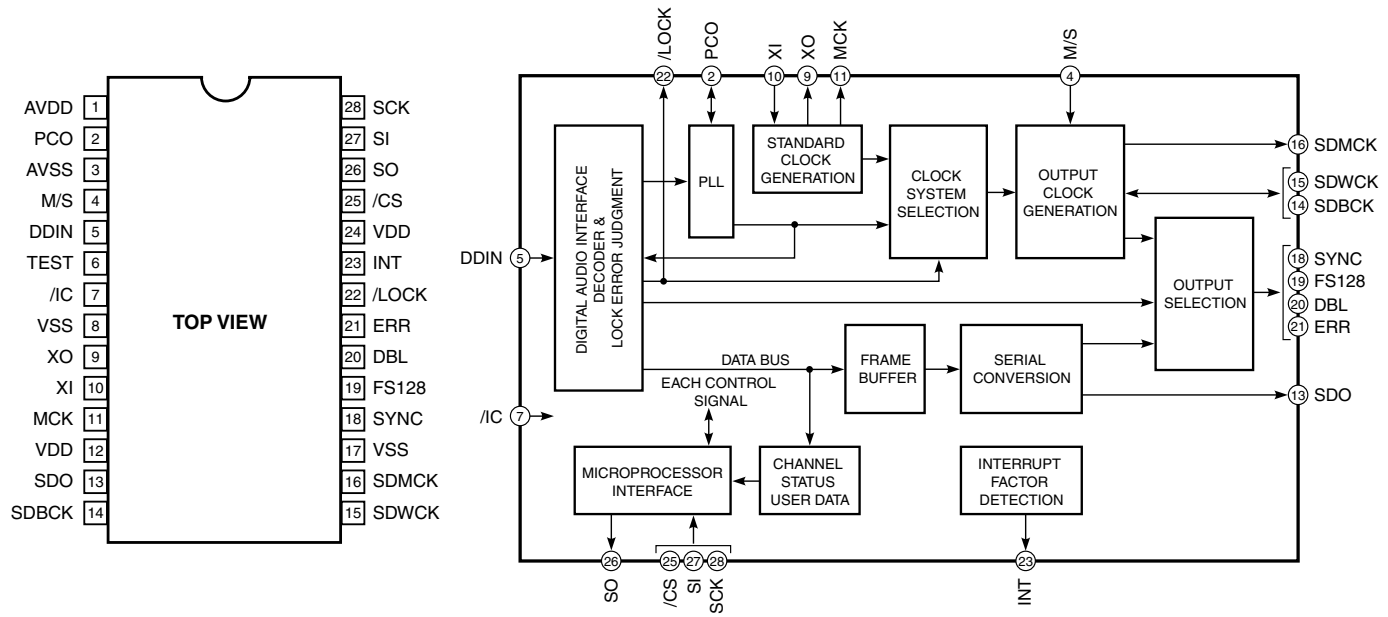 AVDD 1
PCO 2
AVSS 3
M/S 4
DDIN 5
TEST 6
/IC 7
VSS 8
XO 9
XI 10
MCK 11
VDD 12
SDO 13
SDBCK 14
TOP VIEW
28 SCK
27 SI
26 SO
25 /CS
24 VDD
23 INT
22 /LOCK
21 ERR
20 DBL
19 FS128
18 SYNC
17 VSS
16 SDMCK
15 SDWCK
/LOCK
22
PCO
2
XI
10
XO
9
MCK
11
M/S
4
DIGITAL AUDIO INTERFACE
DECODER &
LOCK ERROR JUDGMENT
PLL
STANDARD
CLOCK
GENERATION
CLOCK
SYSTEM
SELECTION
OUTPUT
CLOCK
GENERATION
16 SDMCK
15 SDWCK
14 SDBCK
DDIN 5
OUTPUT
SELECTION
18 SYNC
19 FS128
20 DBL
21 ERR
DATA BUS
EACH CONTROL
SIGNAL
FRAME
BUFFER
SERIAL
CONVERSION
13 SDO
/IC 7
MICROPROCESSOR
INTERFACE
CHANNEL
STATUS
USER DATA
INTERRUPT
FACTOR
DETECTION
26
SO
25
/CS
27
SI
28
SCK
23
INT